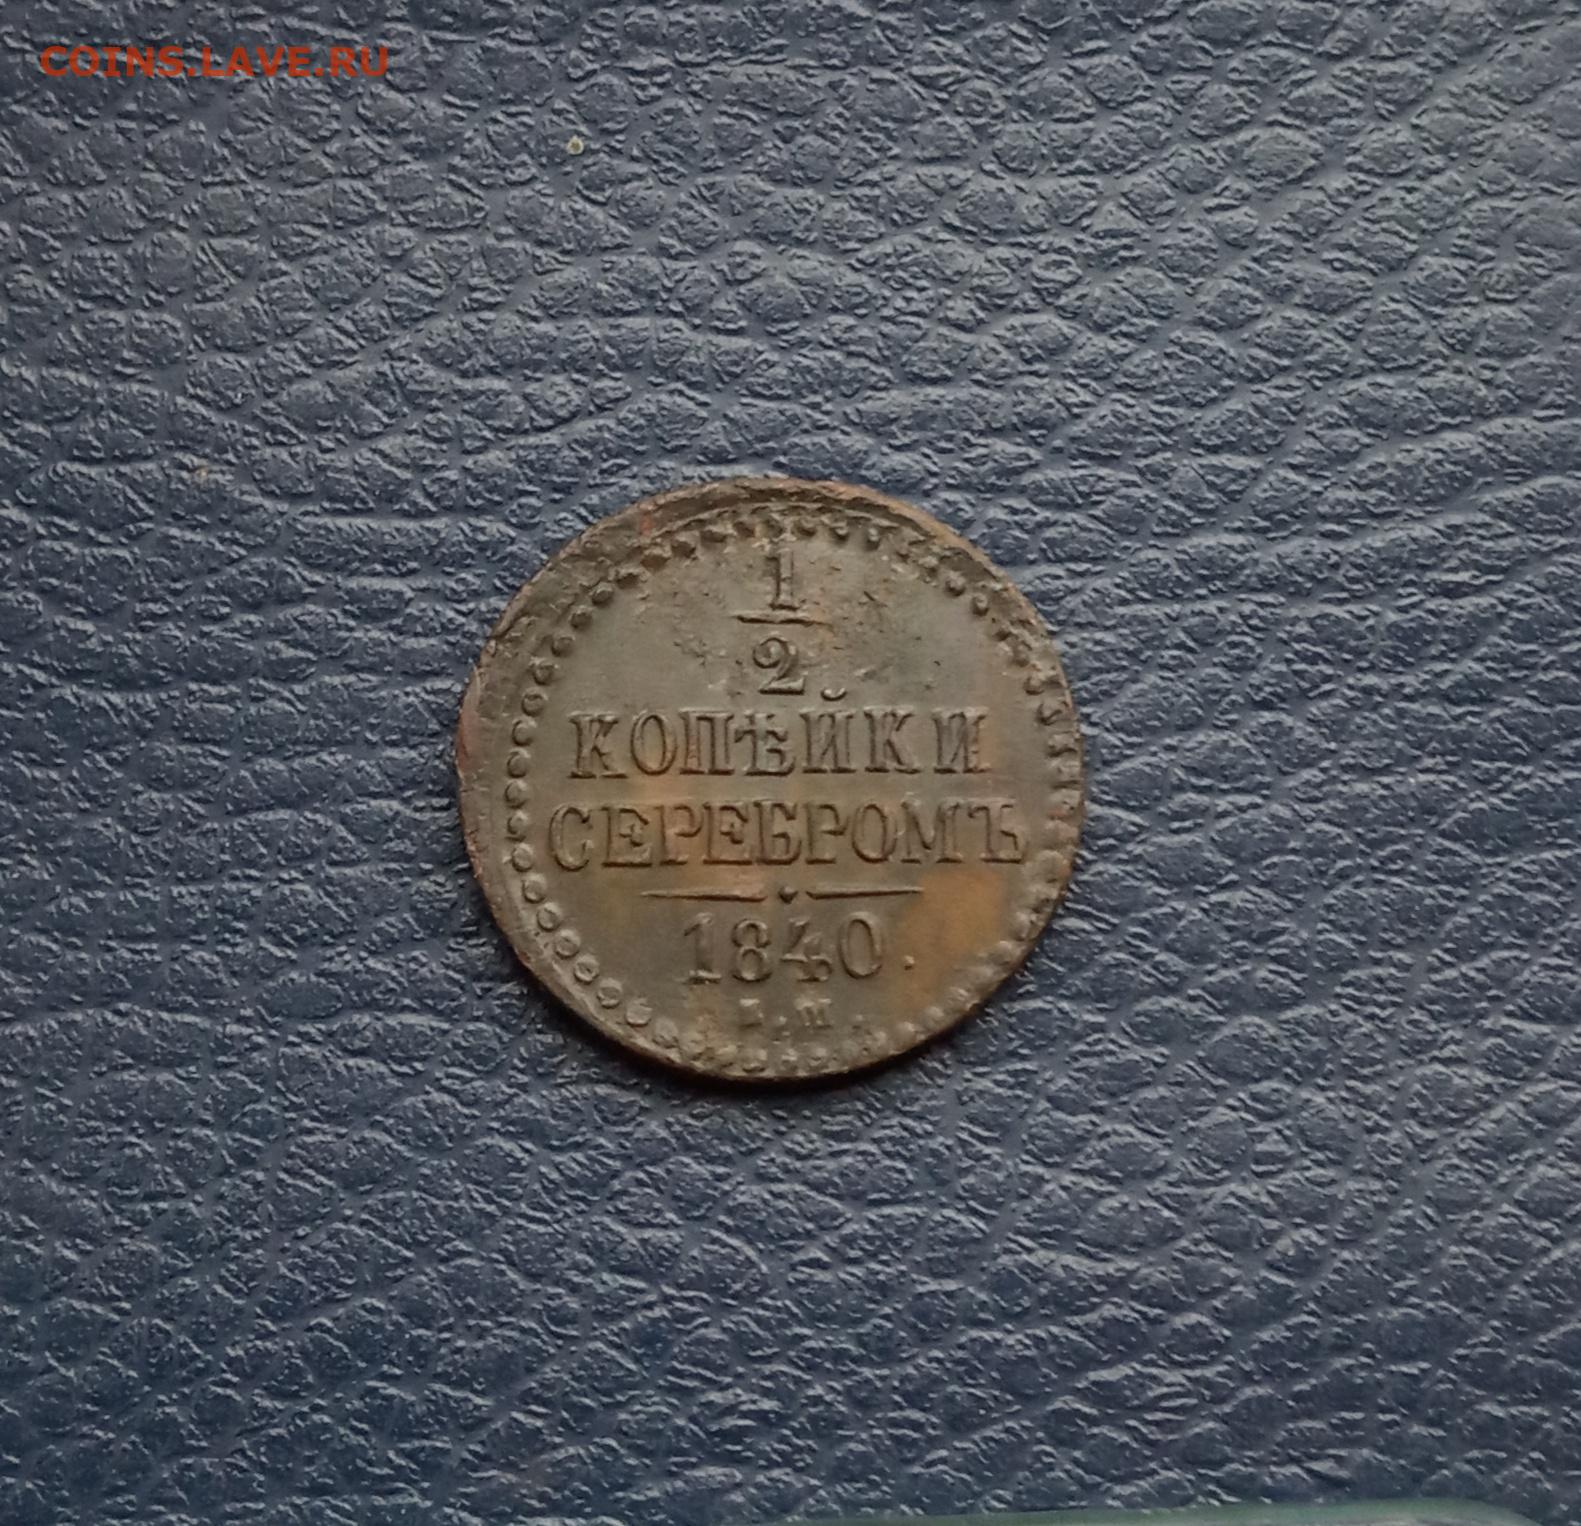 COINS.LAVE.RU
1
2
КОПѢЙКИ
СЕРЕБРОМЪ
1840.